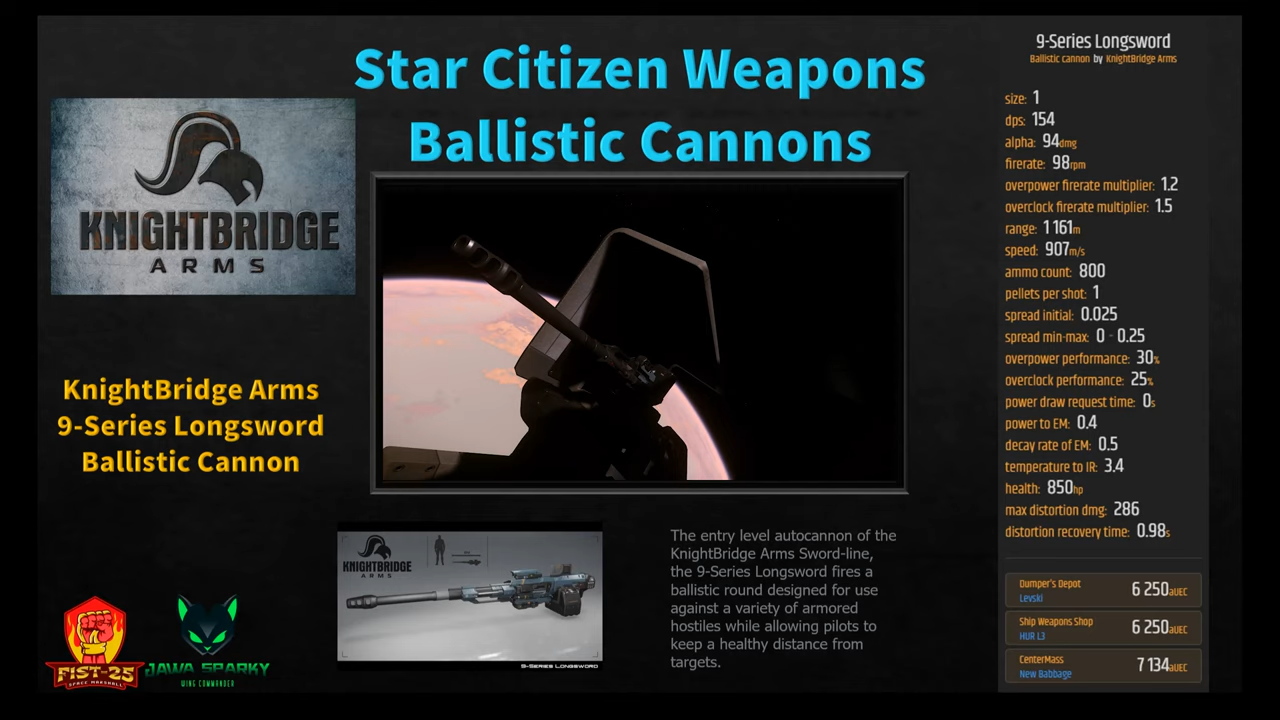 Star Citizen Weapons
Ballistic Cannons
KNIGHTBRIDGE
ARMS
KnightBridge Arms
9-Series Longsword
Ballistic Cannon
KNIGHTBRIDGE
ARMS
9-Series Longsword
The entry level autocannon of the
KnightBridge Arms Sword-line,
the 9-Series Longsword fires a
ballistic round designed for use
against a variety of armored
hostiles while allowing pilots to
keep a healthy distance from
targets.
FIST-25
SPACE MARSHALL
JAWA SPARKY
WING COMMANDER
9-Series Longsword
Ballistic cannon by KnightBridge Arms
size: 1
dps: 154
alpha: 94dmg
firerate: 98rpm
overpower firerate multiplier: 1.2
overclock firerate multiplier: 1.5
range: 1 161m
speed: 907m/s
ammo count: 800
pellets per shot: 1
spread initial: 0.025
spread min-max: 0 - 0.25
overpower performance: 30%
overclock performance: 25%
power draw request time: 0s
power to EM: 0.4
decay rate of EM: 0.5
temperature to IR: 3.4
health: 850hp
max distortion dmg: 286
distortion recovery time: 0.98s
Dumper's Depot 6 250aUEC
Levski
Ship Weapons Shop 6 250aUEC
HUR L3
CenterMass 7 134aUEC
New Babbage